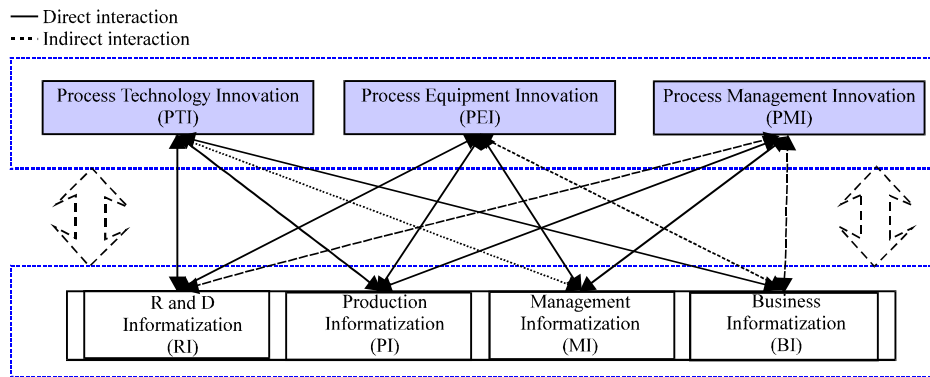 Direct interaction
Indirect interaction
Process Technology Innovation
(PTI)
Process Equipment Innovation
(PEI)
Process Management Innovation
(PMI)
R and D
Informatization
(RI)
Production
Informatization
(PI)
Management
Informatization
(MI)
Business
Informatization
(BI)